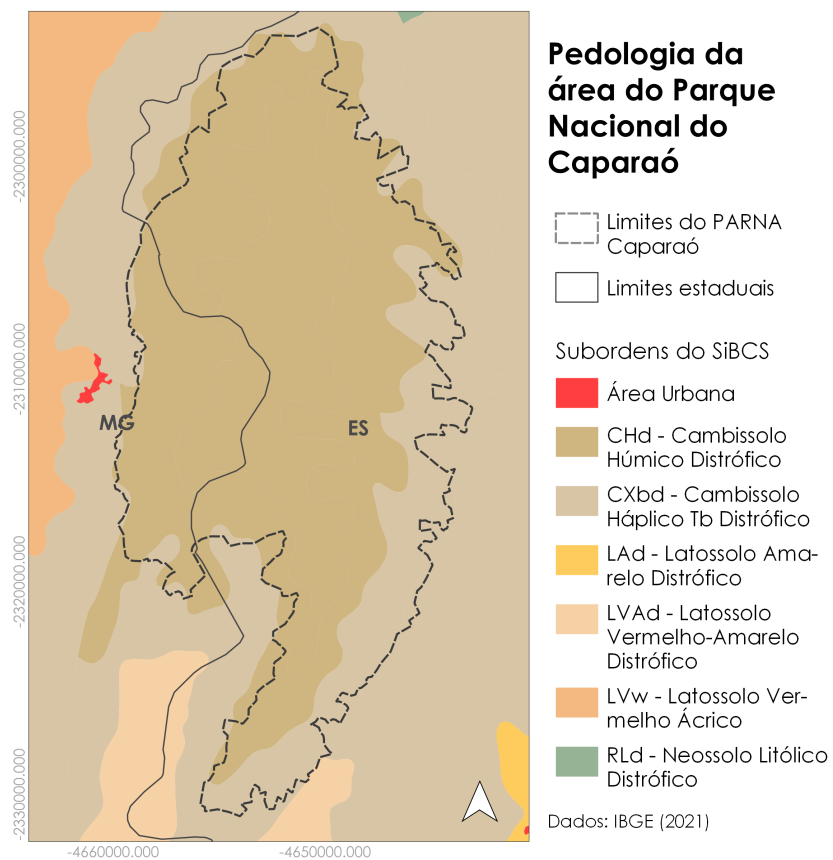 Pedologia da
área do Parque
Nacional do
Caparaó
Limites do PARNA
Caparaó
Limites estaduais
Subordens do SiBCS
Área Urbana
CHd - Cambissolo
Húmico Distrófico
CXbd - Cambissolo
Háplico Tb Distrófico
LAd - Latossolo Ama-
relo Distrófico
LVAd - Latossolo
Vermelho-Amarelo
Distrófico
LVw - Latossolo Ver-
melho Ácrico
RLd - Neossolo Litólico
Distrófico
Dados: IBGE (2021)
MG
ES
-2300000.000
-2310000.000
-2320000.000
-2330000.000
-4660000.000
-4650000.000